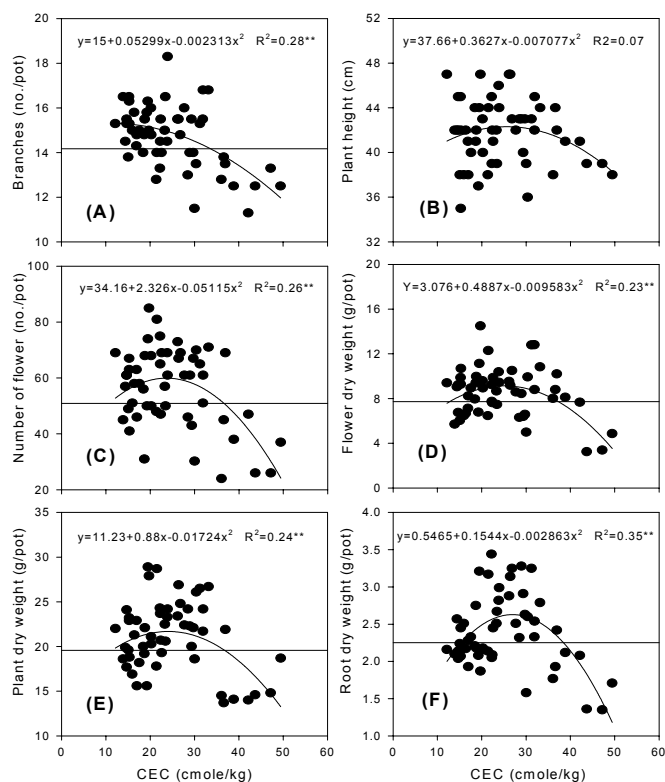 y=15+0.05299x-0.002313x² R²=0.28**
Branches (no./pot)
20
18
16
14
12
10
(A)
y=37.66+0.3627x-0.007077x² R2=0.07
Plant height (cm)
52
48
44
40
36
32
(B)
y=34.16+2.326x-0.05115x² R²=0.26**
Number of flower (no./pot)
100
80
60
40
20
(C)
Y=3.076+0.4887x-0.009583x² R²=0.23**
Flower dry weight (g/pot)
20
16
12
8
4
0
(D)
y=11.23+0.88x-0.01724x² R²=0.24**
Plant dry weight (g/pot)
35
30
25
20
15
10
(E)
0 10 20 30 40 50 60
CEC (cmole/kg)
y=0.5465+0.1544x-0.002863x² R²=0.35**
Root dry weight (g/pot)
4.0
3.5
3.0
2.5
2.0
1.5
1.0
(F)
0 10 20 30 40 50 60
CEC (cmole/kg)